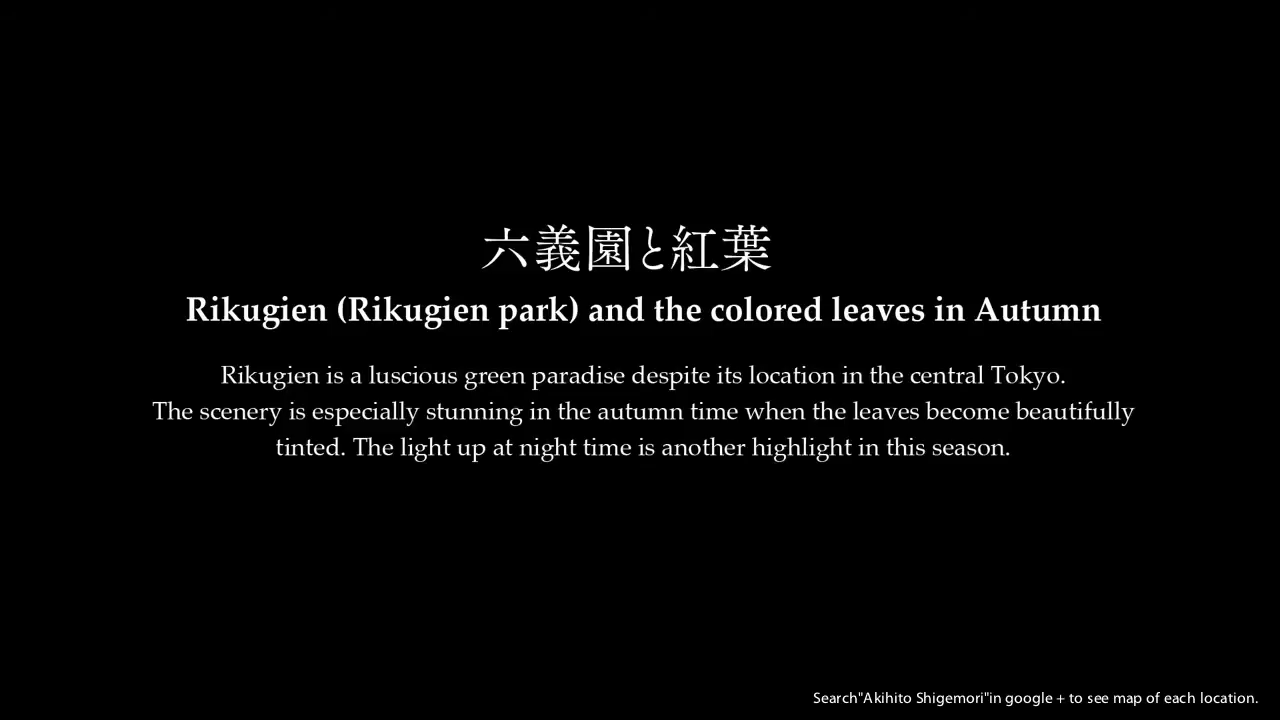 六義園と紅葉
Rikugien (Rikugien park) and the colored leaves in Autumn
Rikugien is a luscious green paradise despite its location in the central Tokyo.
The scenery is especially stunning in the autumn time when the leaves become beautifully
tinted. The light up at night time is another highlight in this season.
Search"Akihito Shigemori"in google + to see map of each location.